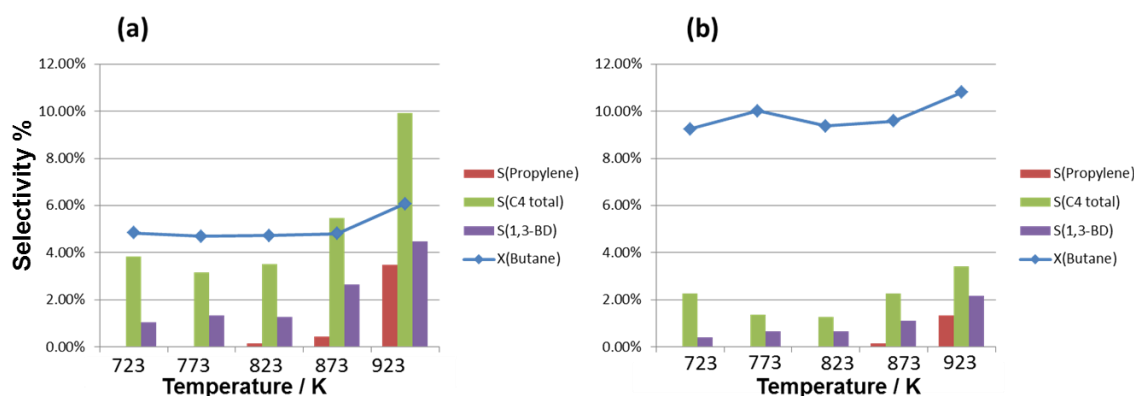 (a)
12.00%
10.00%
8.00%
6.00%
4.00%
2.00%
0.00%
Selectivity %
723 773 823 873 923
Temperature / K
S(Propylene)
S(C4 total)
S(1,3-BD)
X(Butane)
(b)
12.00%
10.00%
8.00%
6.00%
4.00%
2.00%
0.00%
723 773 823 873 923
Temperature / K
S(Propylene)
S(C4 total)
S(1,3-BD)
X(Butane)